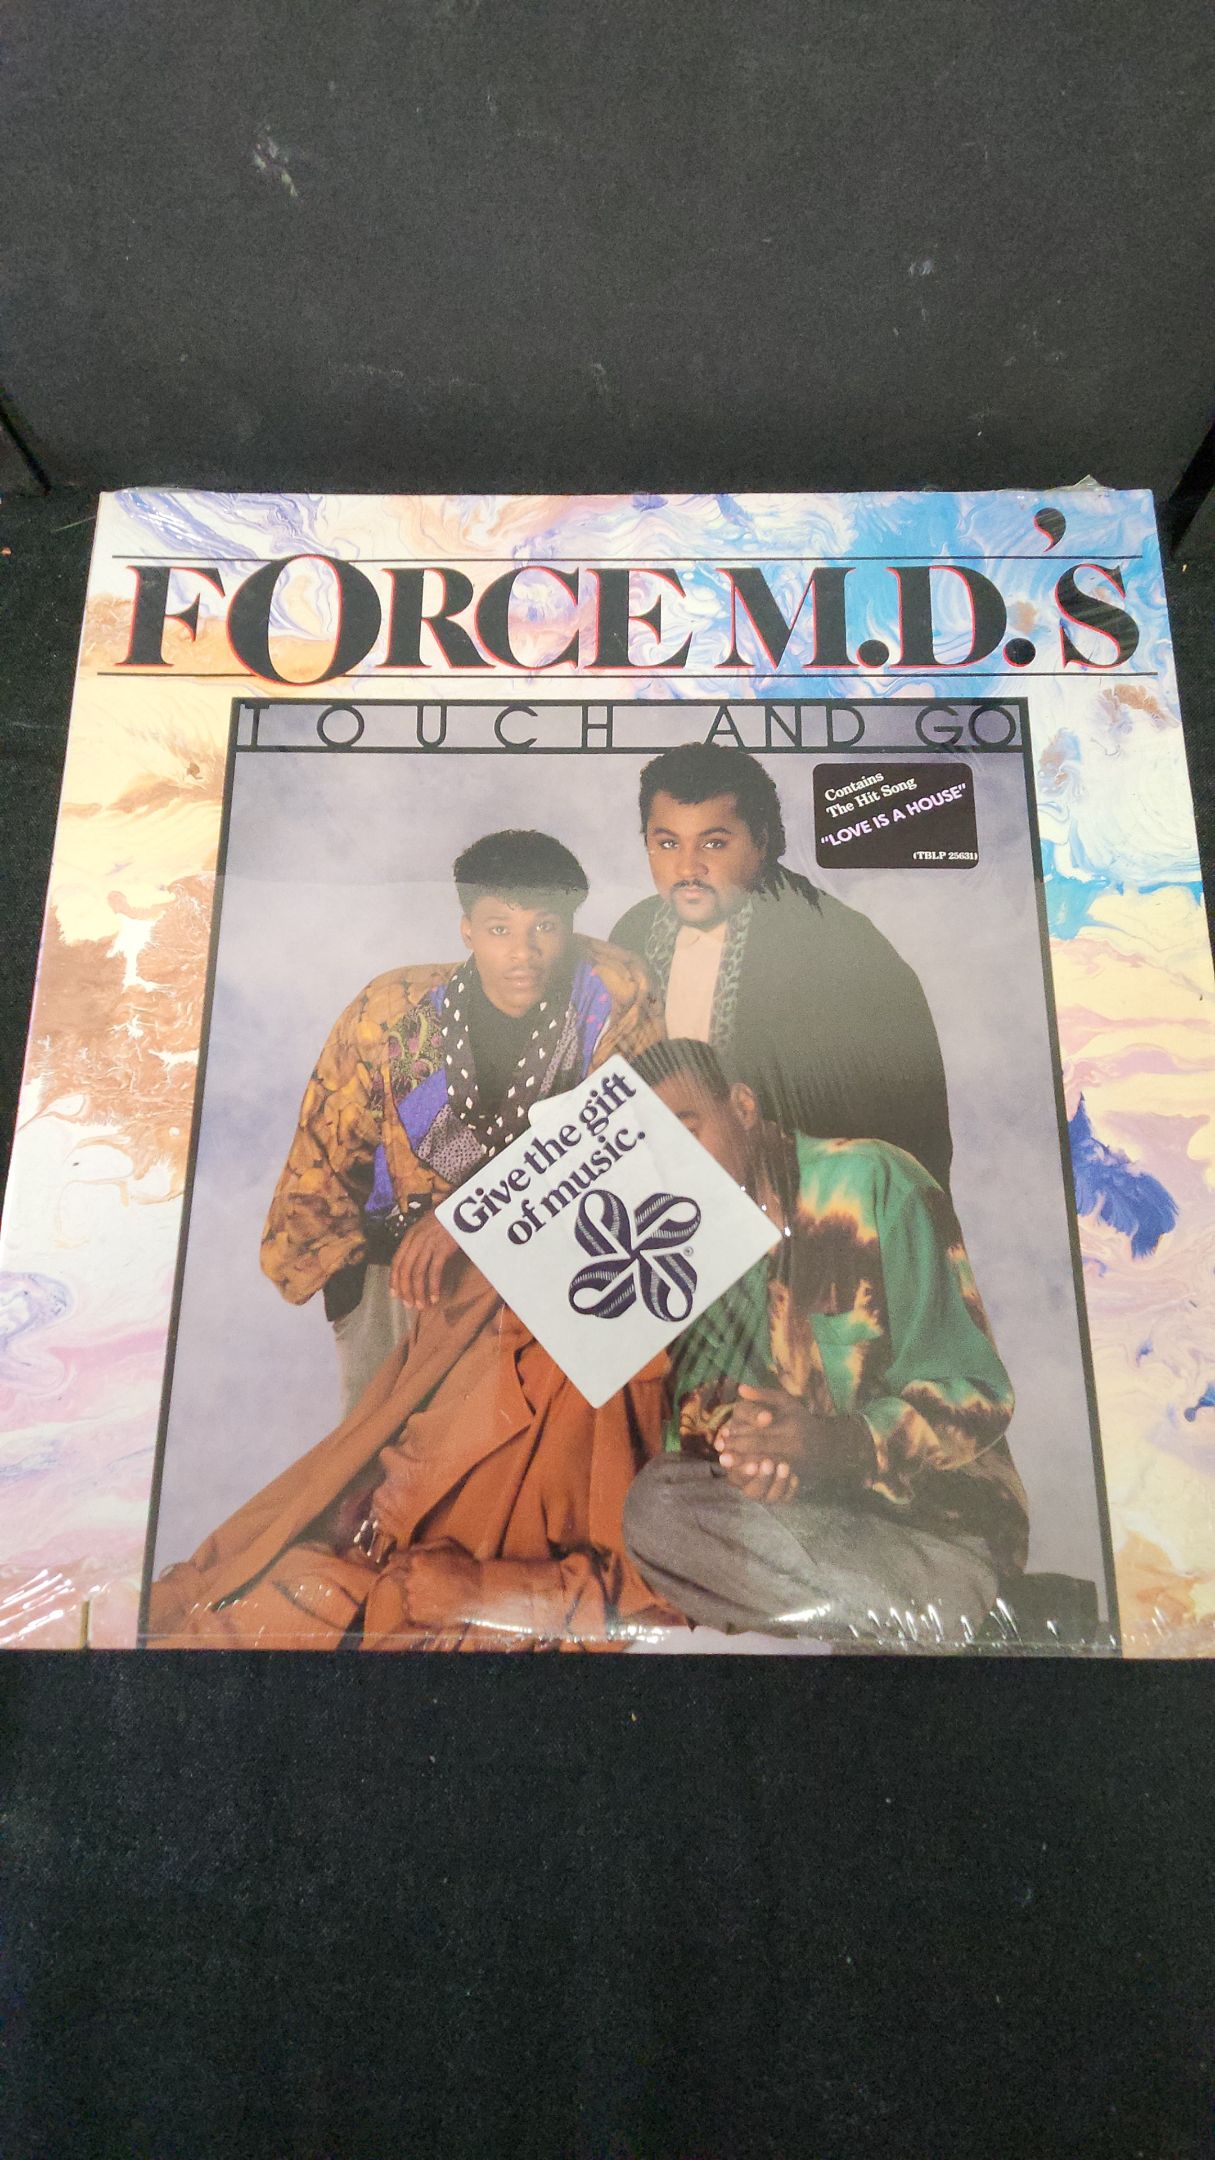 FORCE M.D.'S
TOUCH AND GO
Contains
The Hit Song
"LOVE IS A HOUSE"
(TBLP 25631)
Give the gift
of music.
®